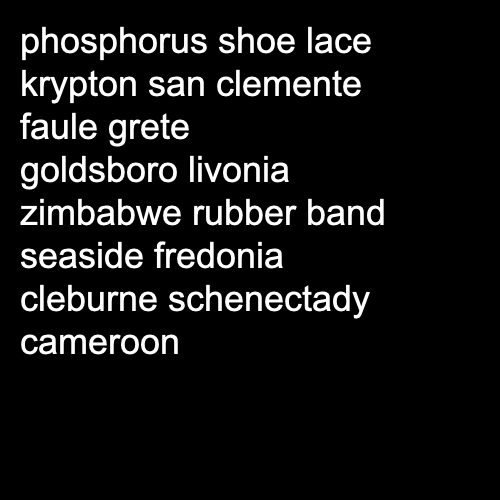 phosphorus shoe lace
krypton san clemente
faule grete
goldsboro livonia
zimbabwe rubber band
seaside fredonia
cleburne schenectady
cameroon